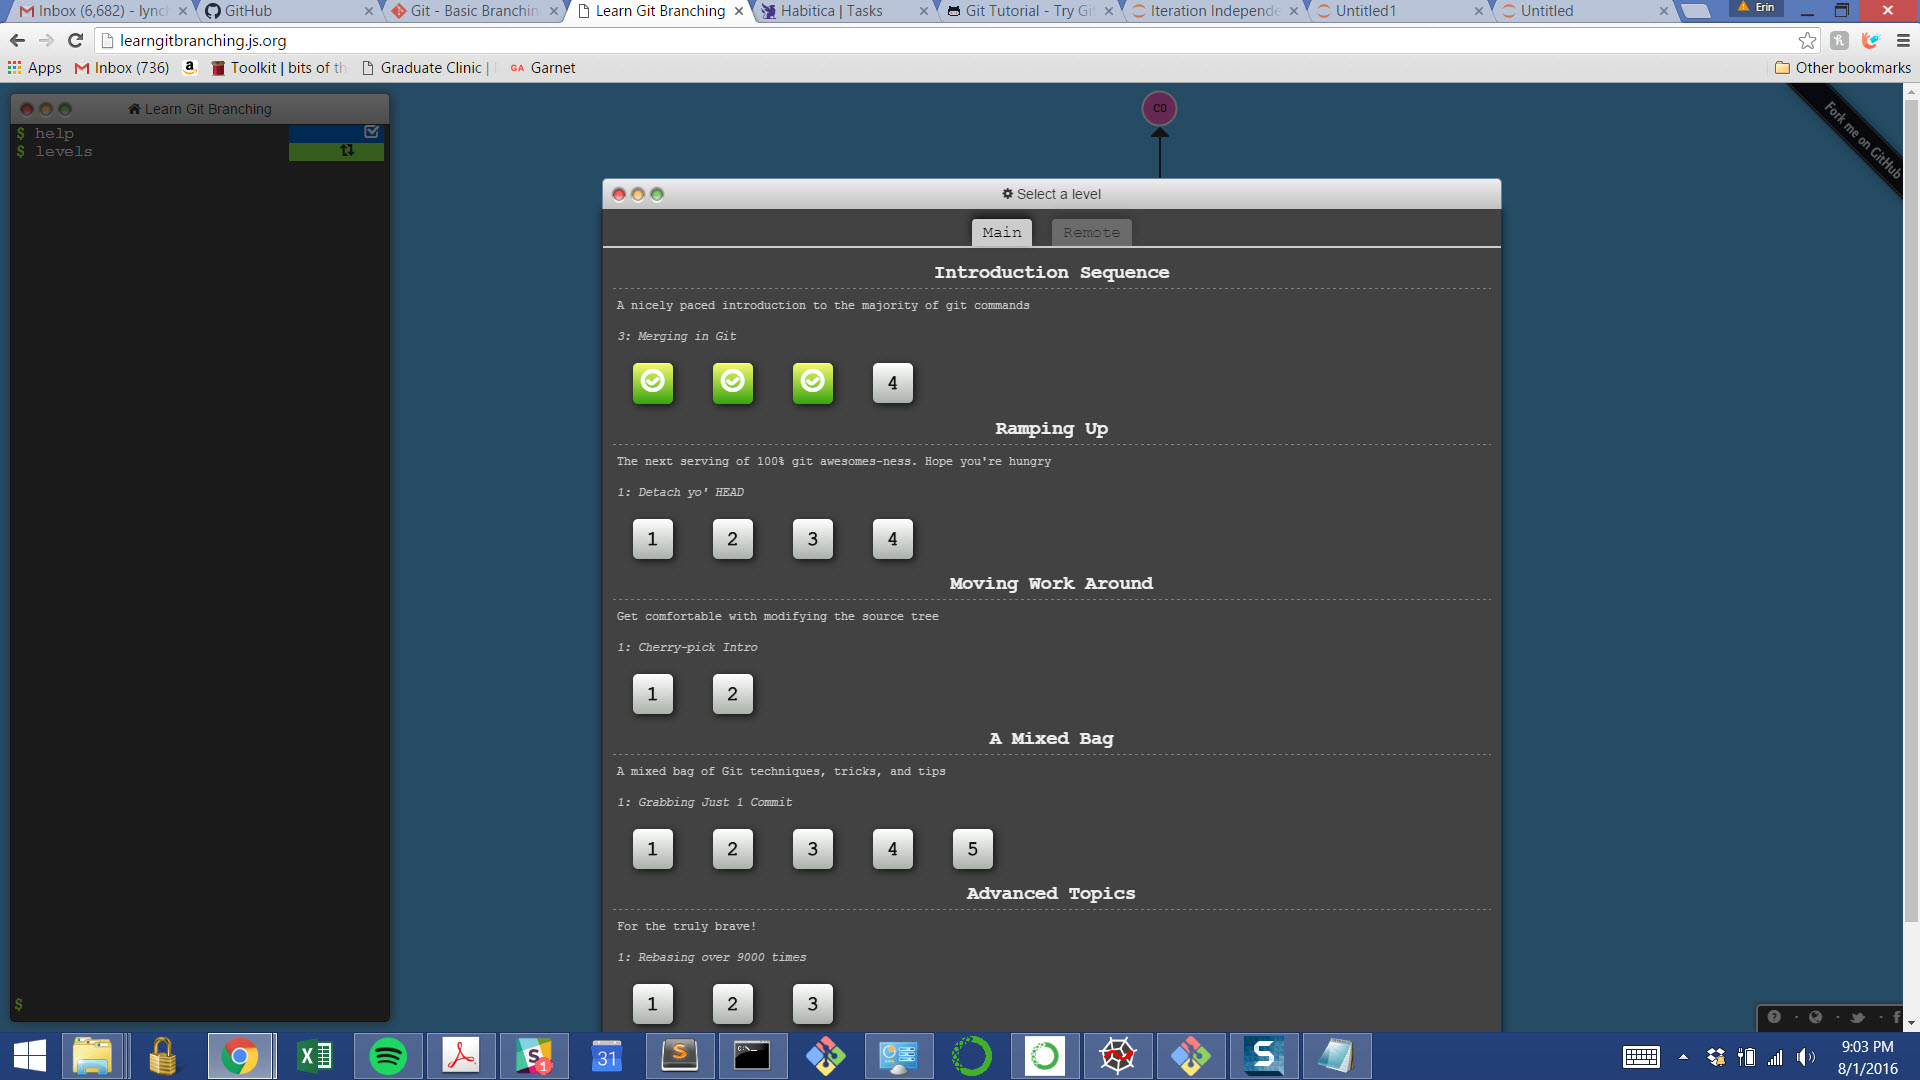 Inbox (6,682) - lynch
GitHub
Git - Basic Branchin
Learn Git Branching
Habitica | Tasks
Git Tutorial - Try Git
Iteration Independe
Untitled1
Untitled
Erin
learngitbranching.js.org
Apps
Inbox (736)
Toolkit | bits of th
Graduate Clinic |
GA Garnet
Other bookmarks
Learn Git Branching
$ help
$ levels
C0
Fork me on GitHub
Select a level
Main
Remote
Introduction Sequence
A nicely paced introduction to the majority of git commands
3: Merging in Git
4
Ramping Up
The next serving of 100% git awesomes-ness. Hope you're hungry
1: Detach yo' HEAD
1 2 3 4
Moving Work Around
Get comfortable with modifying the source tree
1: Cherry-pick Intro
1 2
A Mixed Bag
A mixed bag of Git techniques, tricks, and tips
1: Grabbing Just 1 Commit
1 2 3 4 5
Advanced Topics
For the truly brave!
1: Rebasing over 9000 times
1 2 3
$
31
1
9:03 PM
8/1/2016